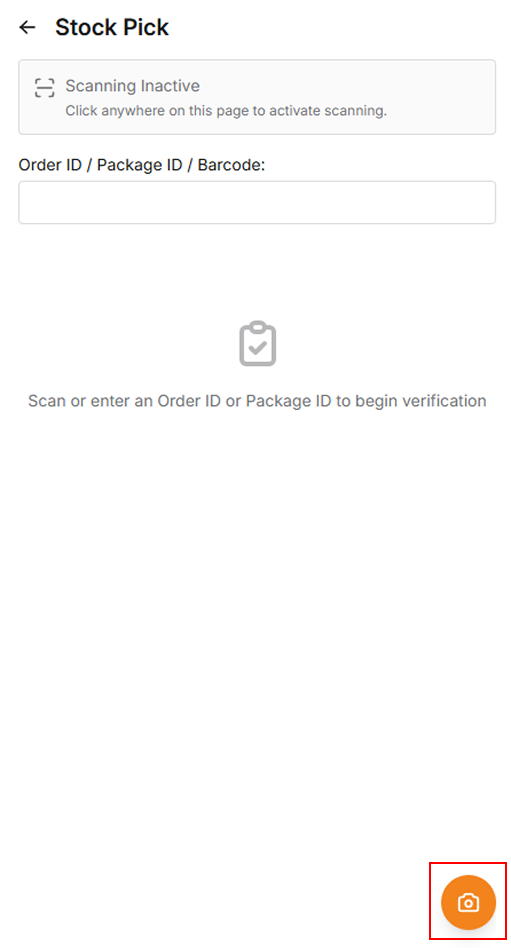 Stock Pick
Scanning Inactive
Click anywhere on this page to activate scanning.
Order ID / Package ID / Barcode:
Scan or enter an Order ID or Package ID to begin verification